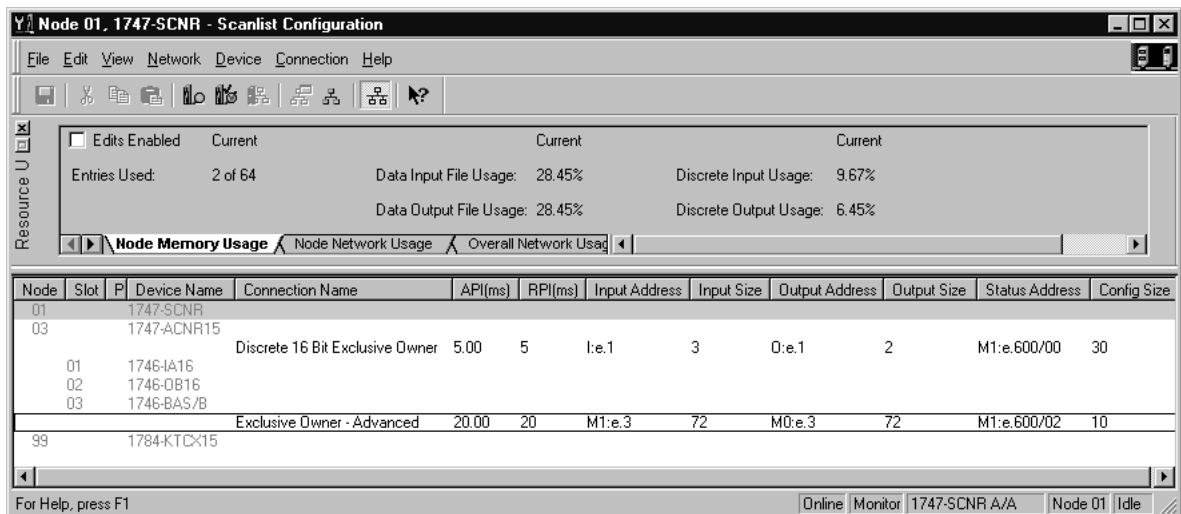 Node 01, 1747-SCNR - Scanlist Configuration
File Edit View Network Device Connection Help
Resource U
Edits Enabled Current Current Current
Entries Used: 2 of 64 Data Input File Usage: 28.45% Discrete Input Usage: 9.67%
Data Output File Usage: 28.45% Discrete Output Usage: 6.45%
Node Memory Usage Node Network Usage Overall Network Usag
Node Slot P Device Name Connection Name API(ms) RPI(ms) Input Address Input Size Output Address Output Size Status Address Config Size
01 1747-SCNR
03 1747-ACNR15
Discrete 16 Bit Exclusive Owner 5.00 5 I:e.1 3 O:e.1 2 M1:e.600/00 30
01 1746-IA16
02 1746-OB16
03 1746-BAS/B
Exclusive Owner - Advanced 20.00 20 M1:e.3 72 M0:e.3 72 M1:e.600/02 10
99 1784-KTCX15
For Help, press F1 Online Monitor 1747-SCNR A/A Node 01 Idle